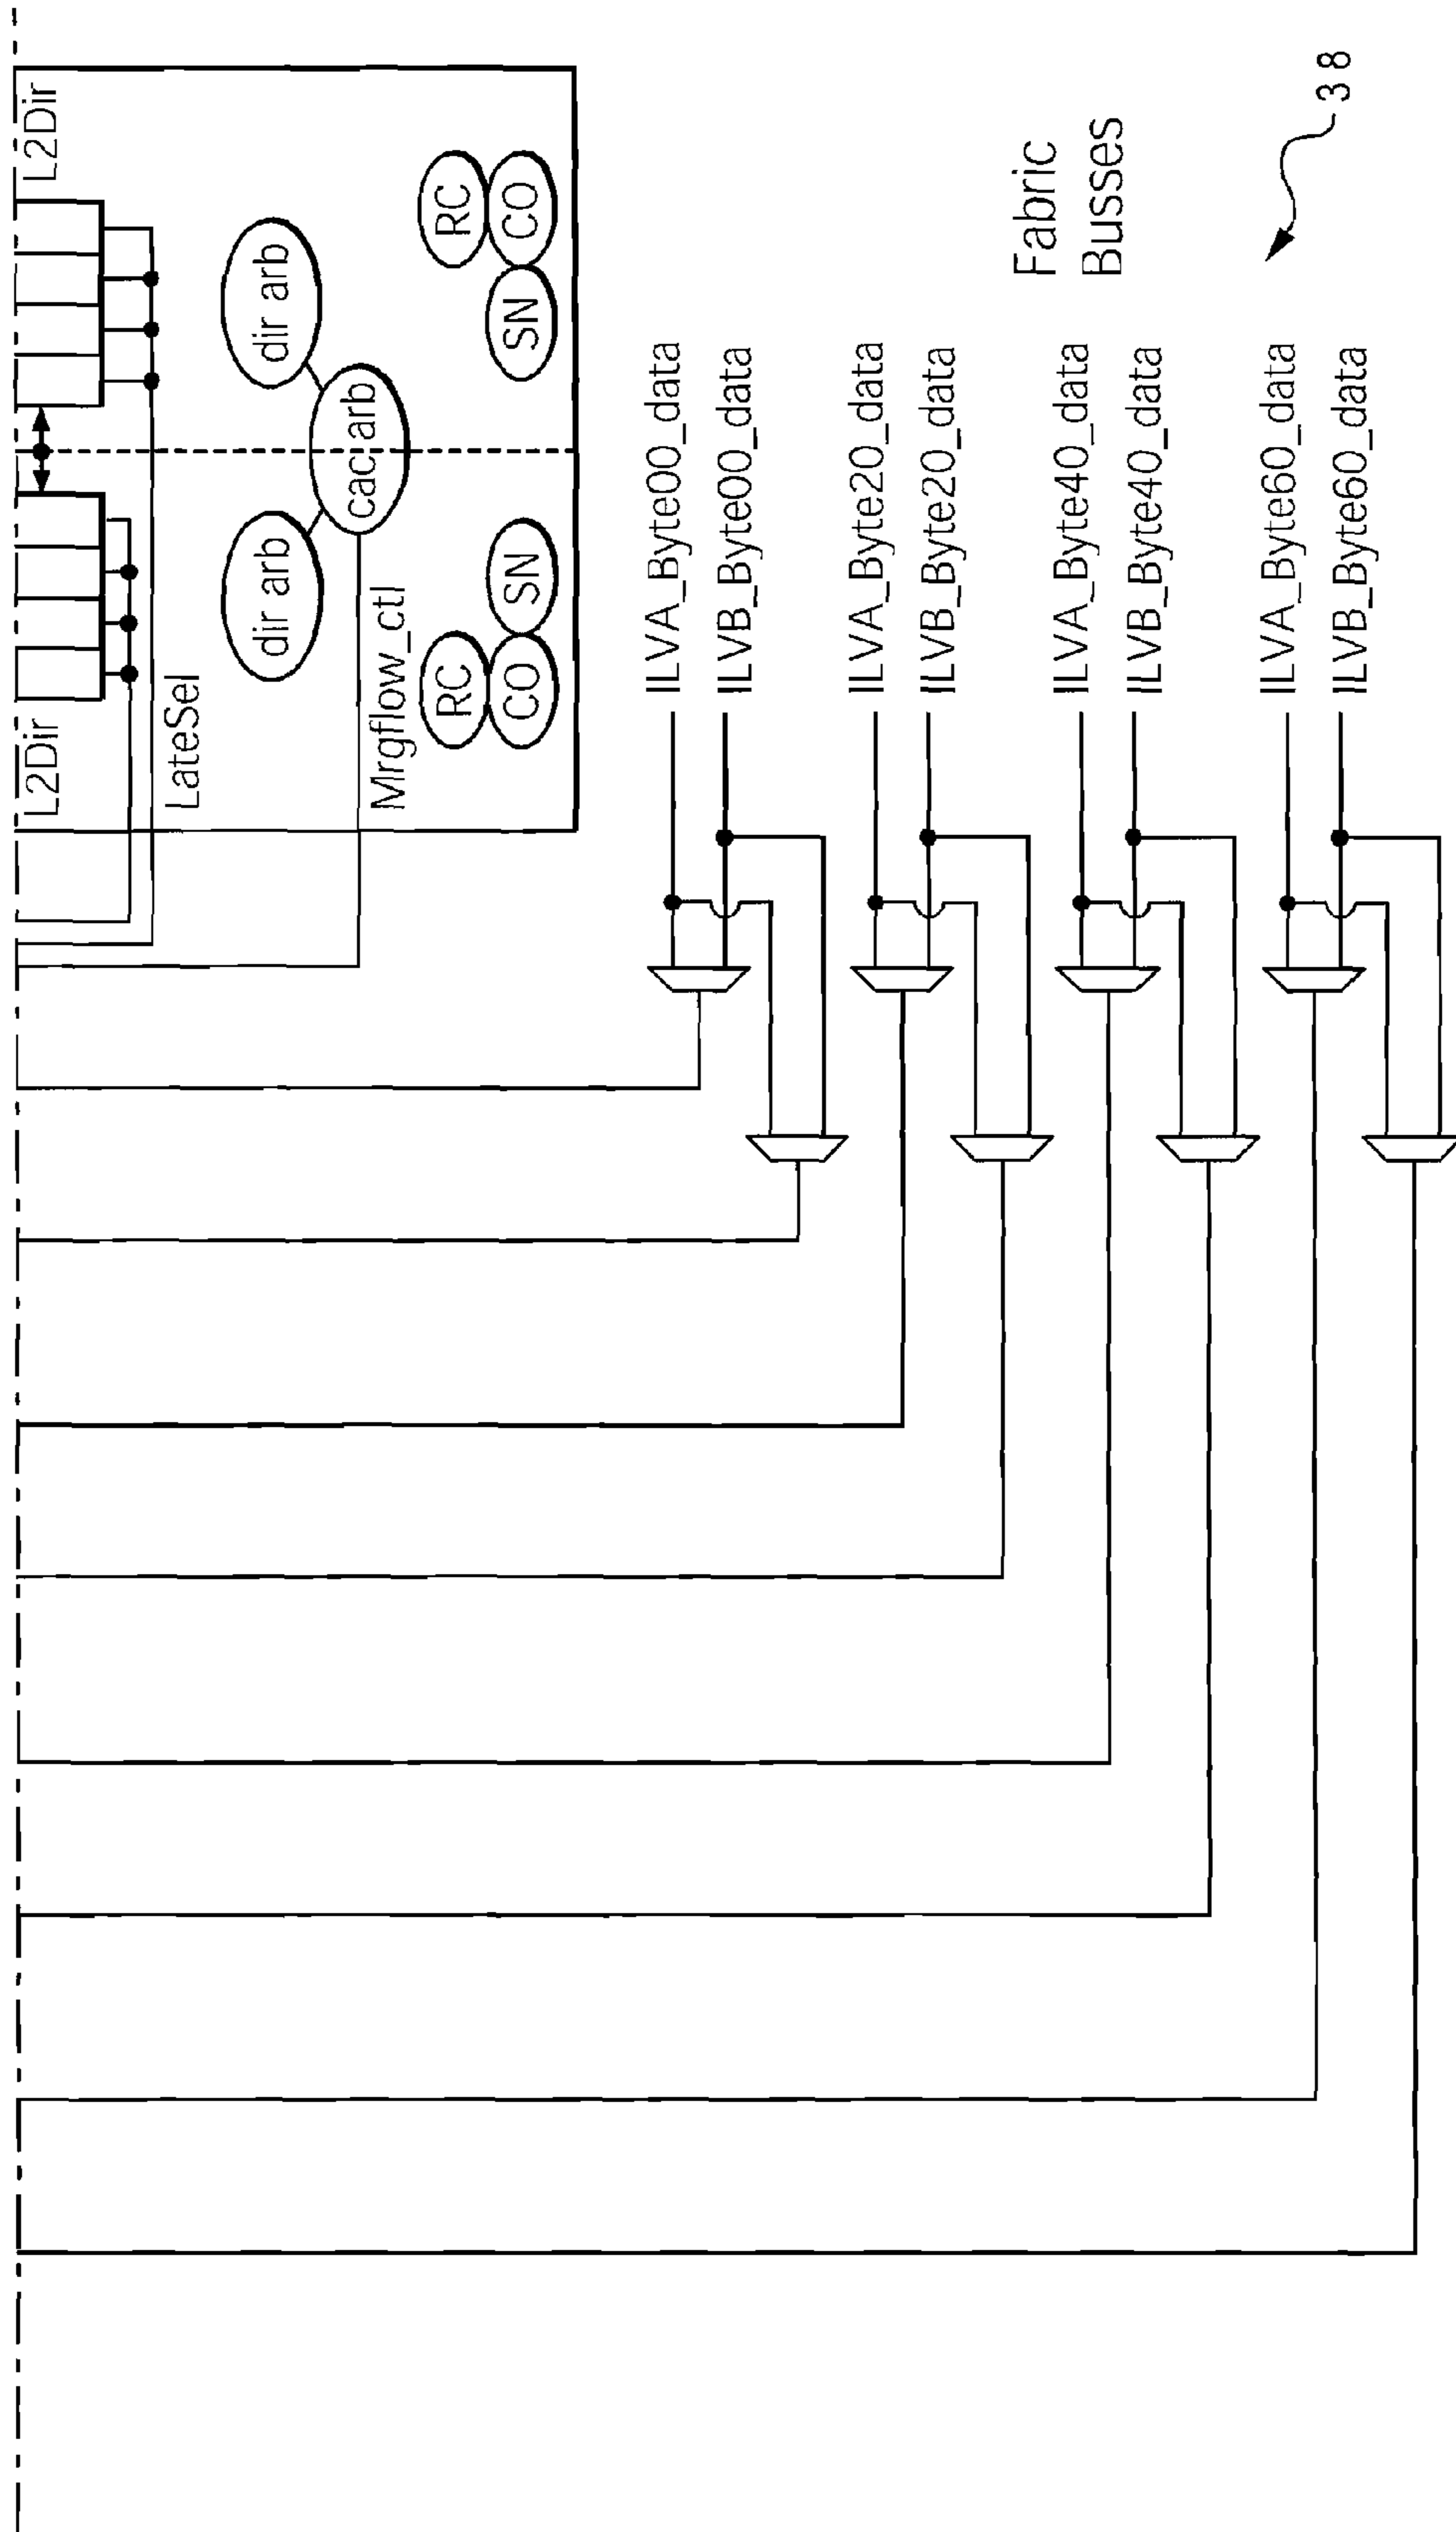 L2Dir
L2Dir
LateSel
dir arb
dir arb
cac arb
Mrgflow_ctl
RC
CO
SN
SN
RC
CO
ILVA_Byte00_data
ILVB_Byte00_data
ILVA_Byte20_data
ILVB_Byte20_data
ILVA_Byte40_data
ILVB_Byte40_data
ILVA_Byte60_data
ILVB_Byte60_data
Fabric
Busses
38